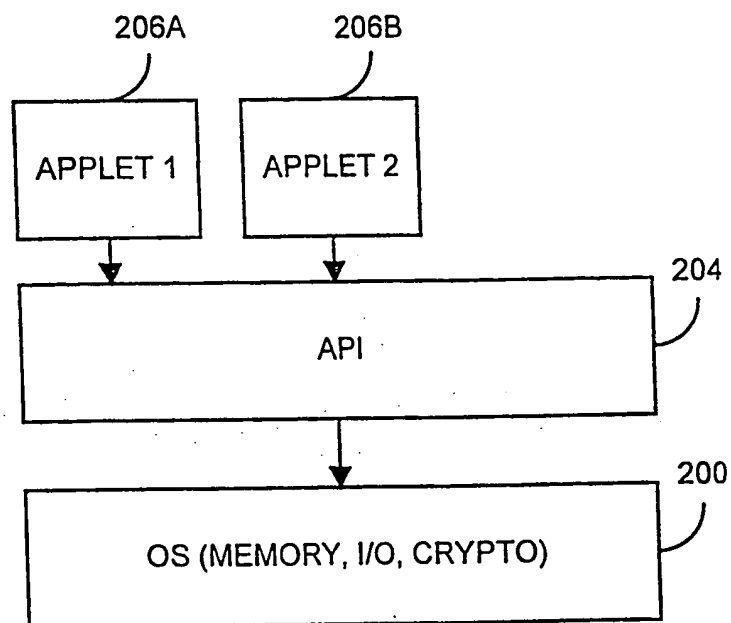 206A 206B
APPLET 1 APPLET 2
204
API
200
OS (MEMORY, I/O, CRYPTO)